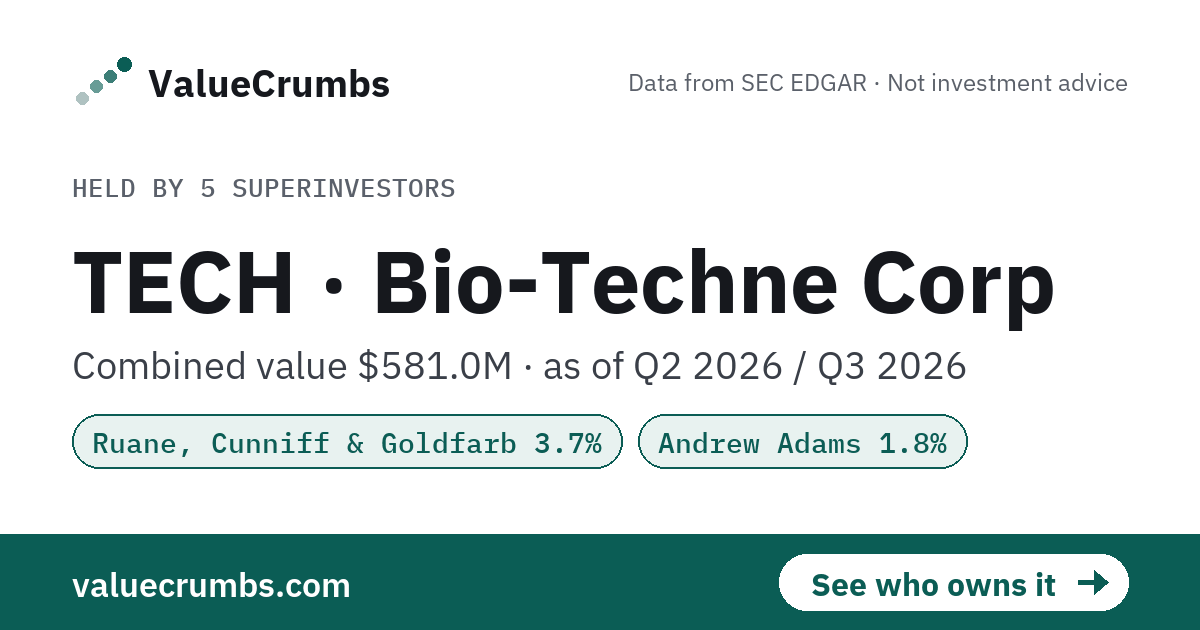 ValueCrumbs
Data from SEC EDGAR · Not investment advice
HELD BY 5 SUPERINVESTORS
TECH · Bio-Techne Corp
Combined value $581.0M · as of Q2 2026 / Q3 2026
Ruane, Cunniff & Goldfarb 3.7%
Andrew Adams 1.8%
valuecrumbs.com
See who owns it →